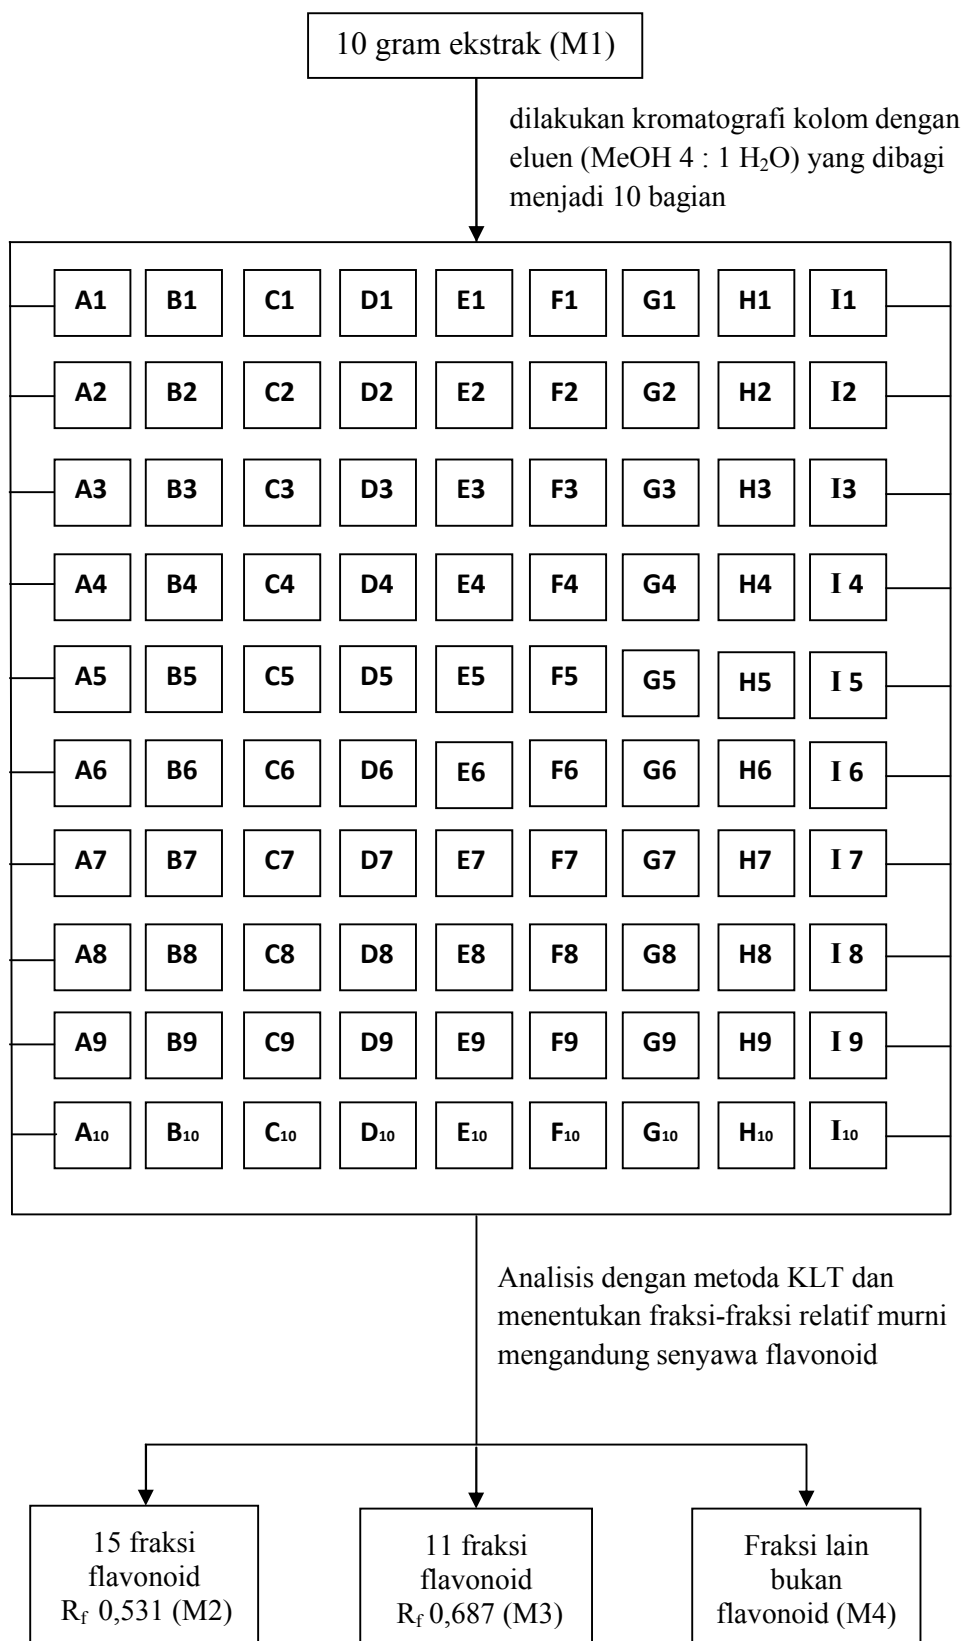 10 gram ekstrak (M1)
dilakukan kromatografi kolom dengan
eluen (MeOH 4 : 1 H₂O) yang dibagi
menjadi 10 bagian
A1 B1 C1 D1 E1 F1 G1 H1 I1
A2 B2 C2 D2 E2 F2 G2 H2 I2
A3 B3 C3 D3 E3 F3 G3 H3 I3
A4 B4 C4 D4 E4 F4 G4 H4 I 4
A5 B5 C5 D5 E5 F5 G5 H5 I 5
A6 B6 C6 D6 E6 F6 G6 H6 I 6
A7 B7 C7 D7 E7 F7 G7 H7 I 7
A8 B8 C8 D8 E8 F8 G8 H8 I 8
A9 B9 C9 D9 E9 F9 G9 H9 I 9
A₁₀ B₁₀ C₁₀ D₁₀ E₁₀ F₁₀ G₁₀ H₁₀ I₁₀
Analisis dengan metoda KLT dan
menentukan fraksi-fraksi relatif murni
mengandung senyawa flavonoid
15 fraksi
flavonoid
R_f 0,531 (M2)
11 fraksi
flavonoid
R_f 0,687 (M3)
Fraksi lain
bukan
flavonoid (M4)